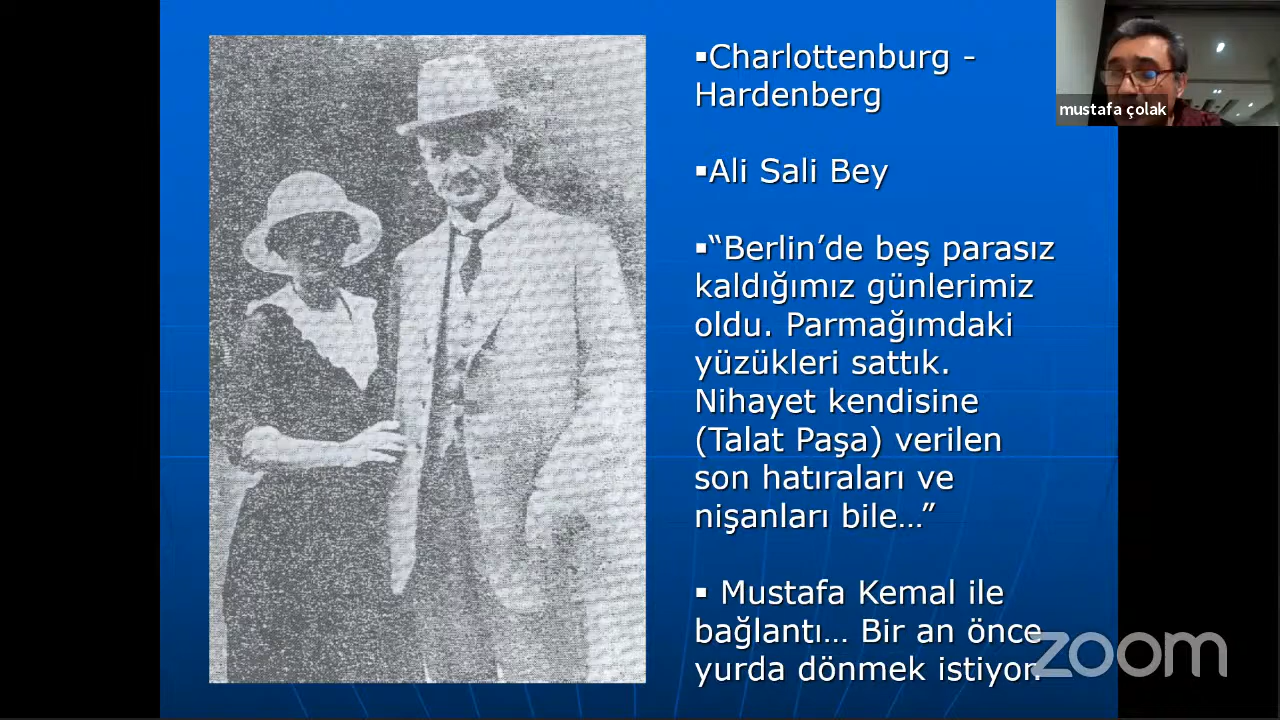 ▪Charlottenburg -
Hardenberg
▪Ali Sali Bey
▪“Berlin’de beş parasız
kaldığımız günlerimiz
oldu. Parmağımdaki
yüzükleri sattık.
Nihayet kendisine
(Talat Paşa) verilen
son hatıraları ve
nişanları bile…”
▪ Mustafa Kemal ile
bağlantı… Bir an önce
yurda dönmek istiyor.
mustafa çolak
zoom